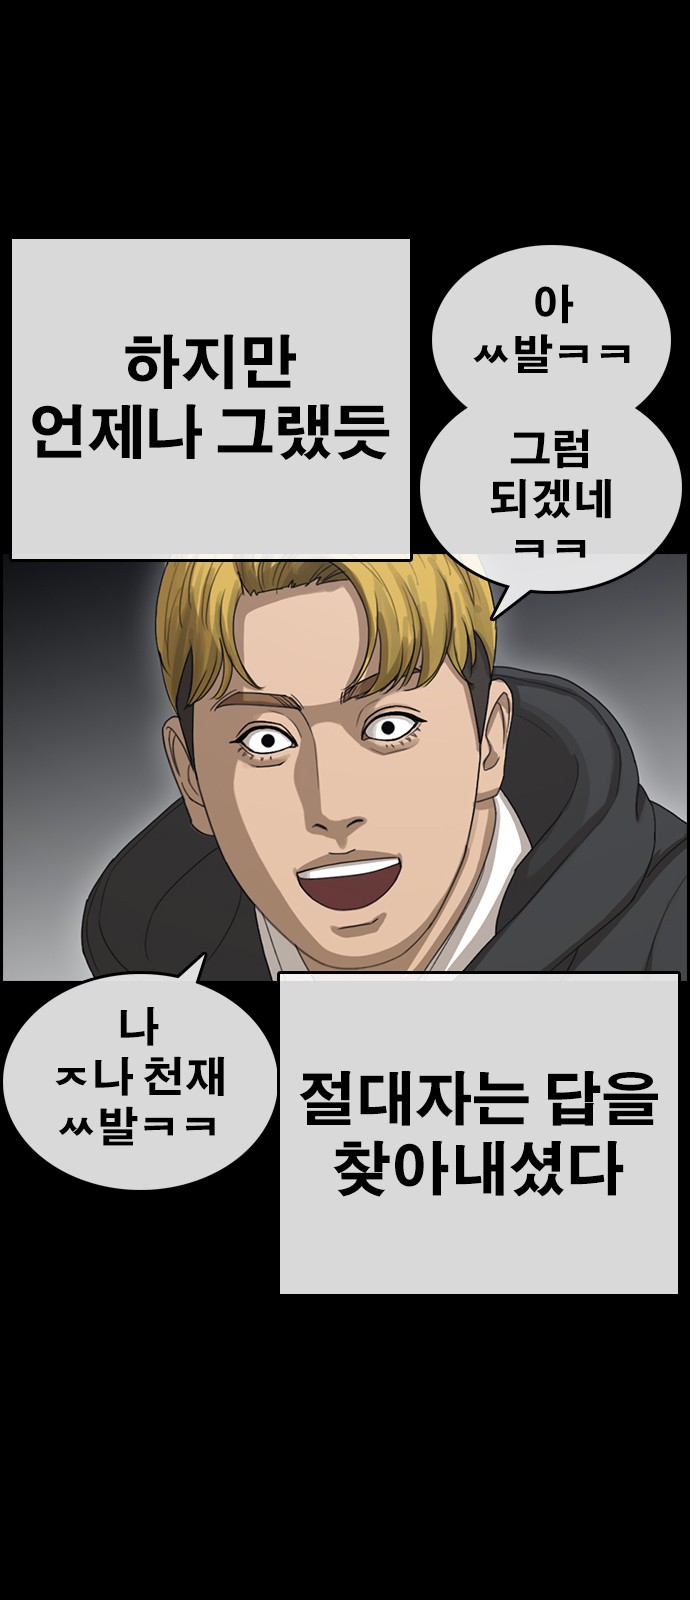 하지만
언제나 그랬듯
아
ㅆ발ㅋㅋ
그럼
되겠네
ㅋㅋ
나
ㅈ나 천재
ㅆ발ㅋㅋ
절대자는 답을
찾아내셨다